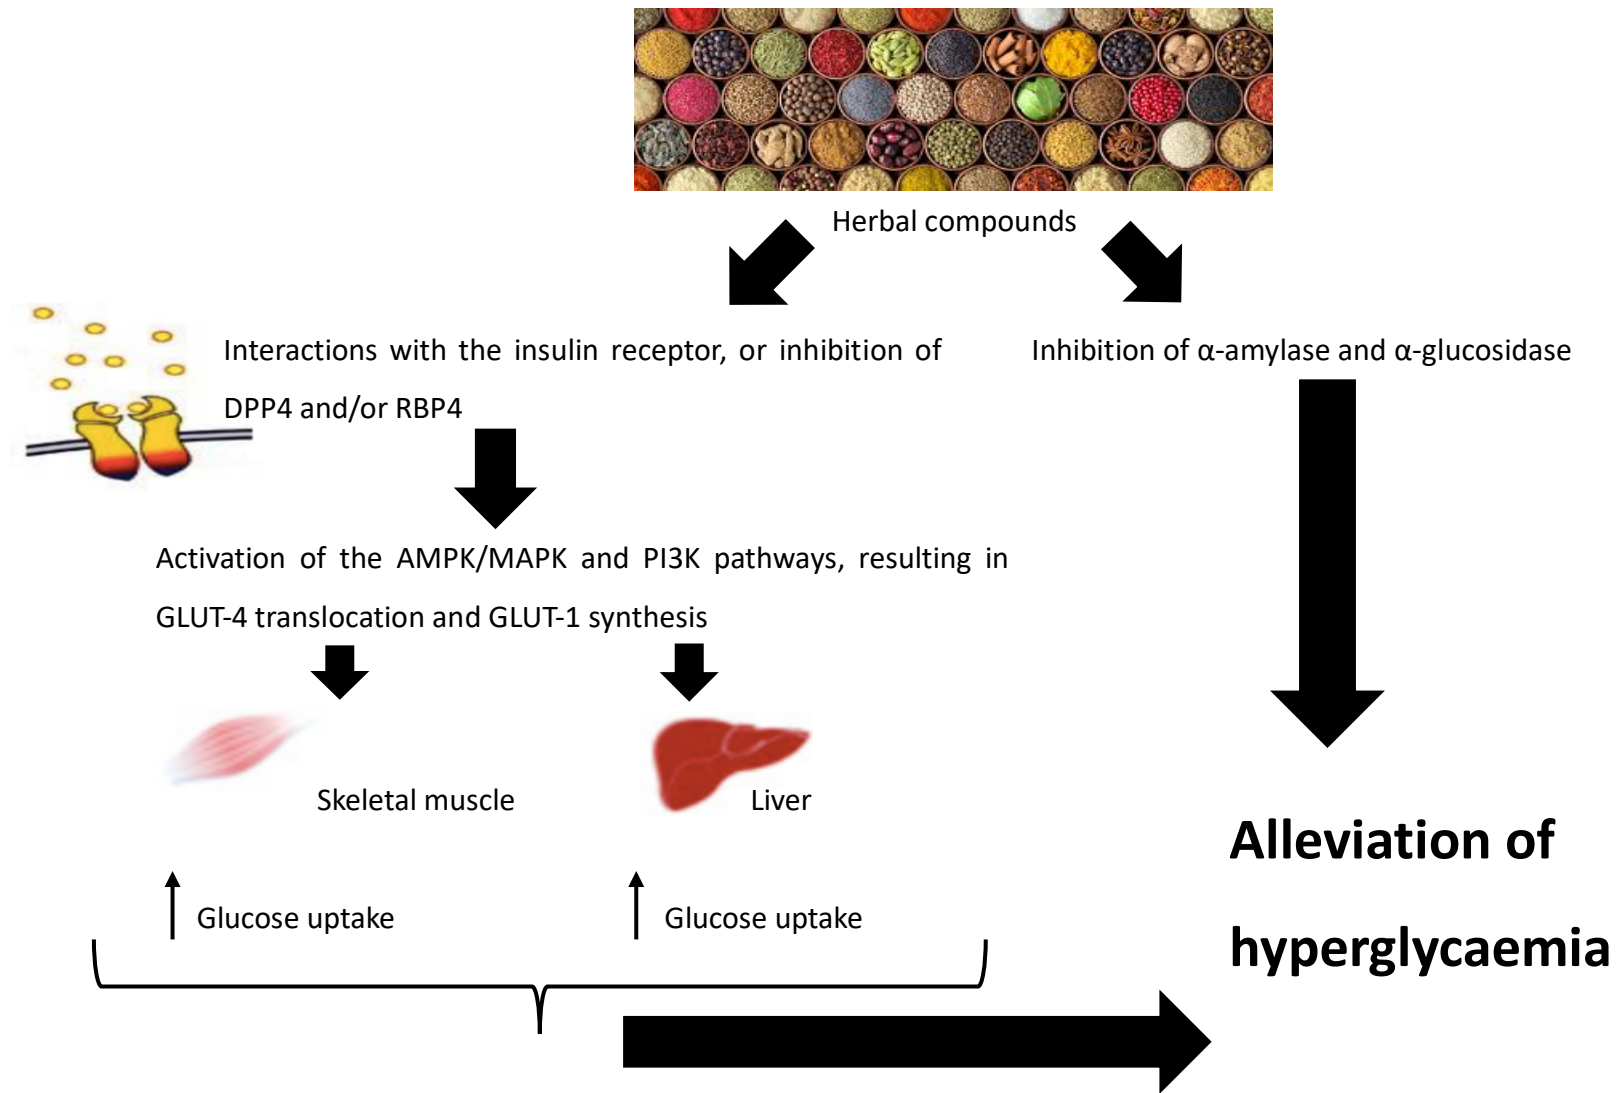 Herbal compounds
Interactions with the insulin receptor, or inhibition of
DPP4 and/or RBP4
Inhibition of α-amylase and α-glucosidase
Activation of the AMPK/MAPK and PI3K pathways, resulting in
GLUT-4 translocation and GLUT-1 synthesis
Skeletal muscle
Liver
Glucose uptake
Glucose uptake
Alleviation of
hyperglycaemia